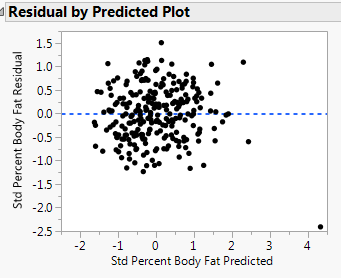 Residual by Predicted Plot
Std Percent Body Fat Residual
1.5
1.0
0.5
0.0
-0.5
-1.0
-1.5
-2.0
-2.5
-2 -1 0 1 2 3 4
Std Percent Body Fat Predicted